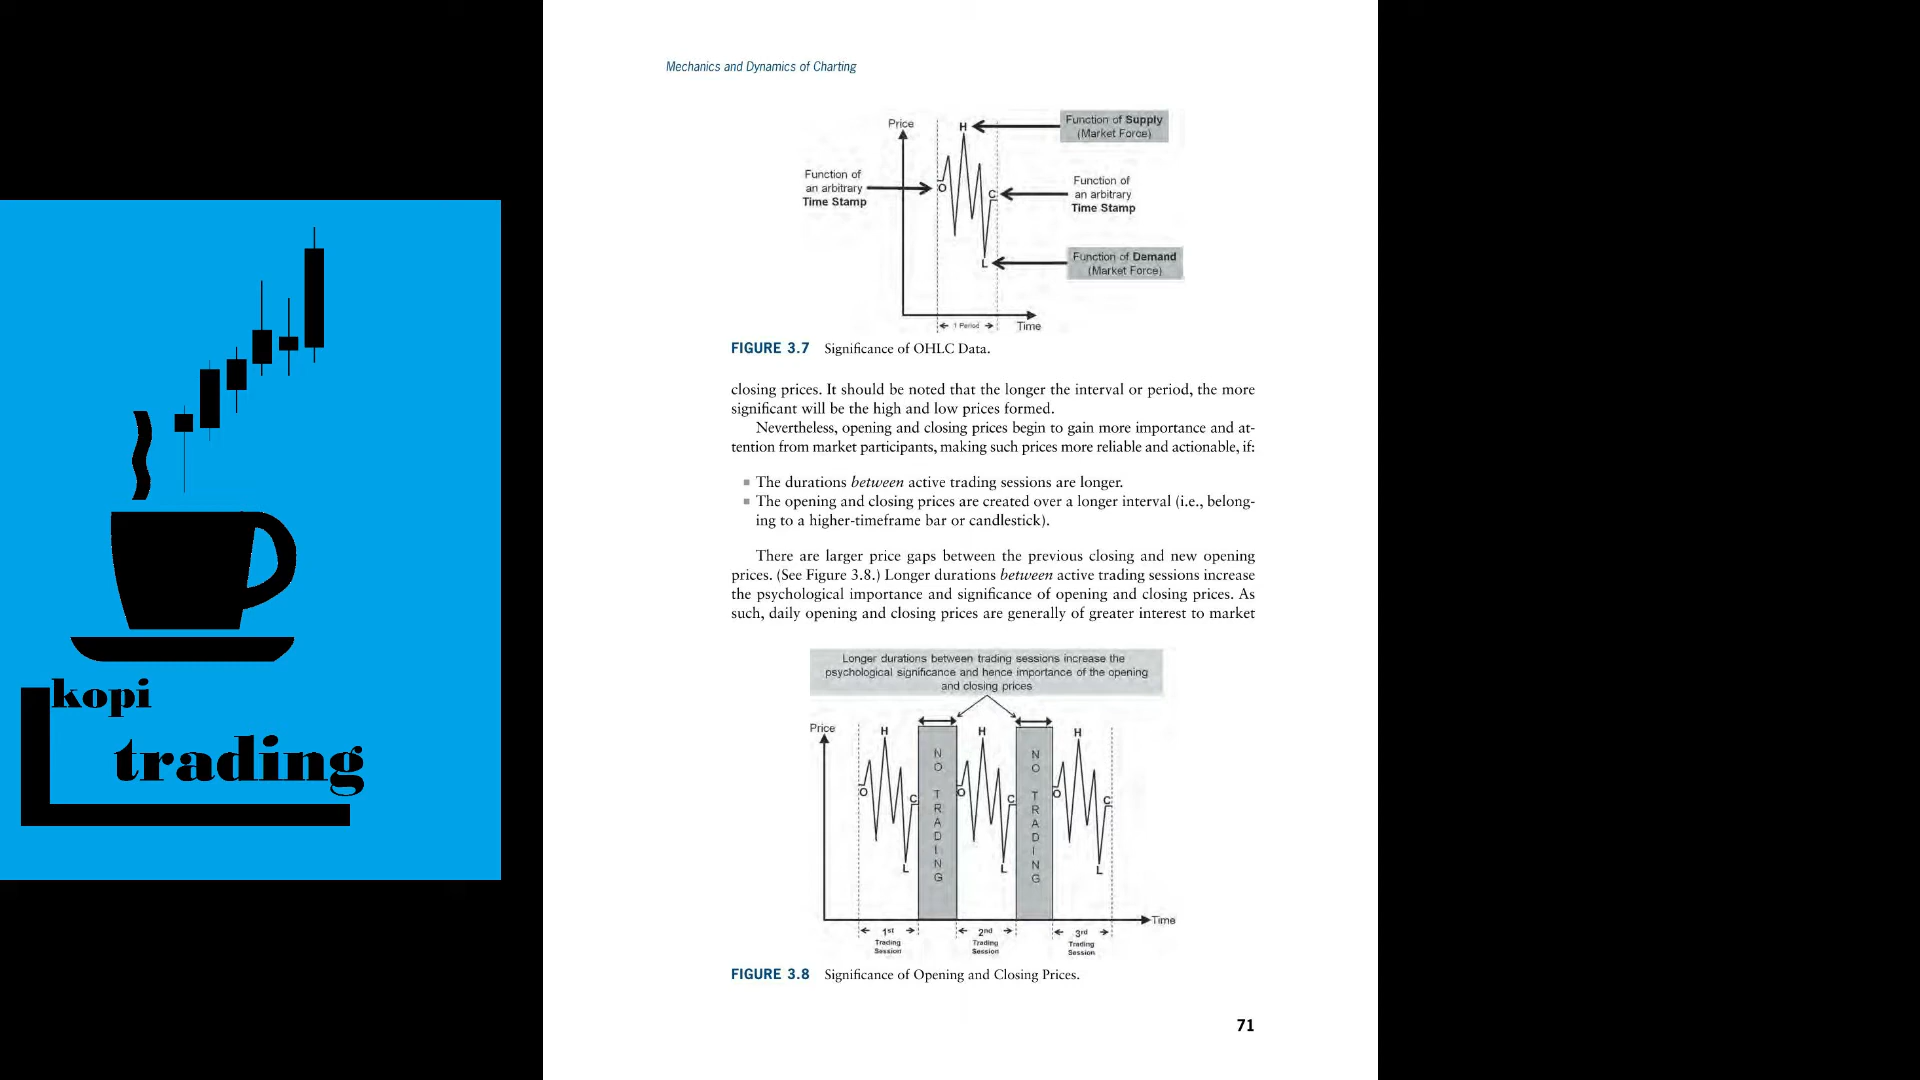 kopi
trading
Mechanics and Dynamics of Charting
Price
H
Function of Supply
(Market Force)
Function of
an arbitrary
Time Stamp
O
C
Function of
an arbitrary
Time Stamp
L
Function of Demand
(Market Force)
1 Period
Time
FIGURE 3.7 Significance of OHLC Data.
closing prices. It should be noted that the longer the interval or period, the more
significant will be the high and low prices formed.
Nevertheless, opening and closing prices begin to gain more importance and at-
tention from market participants, making such prices more reliable and actionable, if:
■ The durations between active trading sessions are longer.
■ The opening and closing prices are created over a longer interval (i.e., belong-
ing to a higher-timeframe bar or candlestick).
There are larger price gaps between the previous closing and new opening
prices. (See Figure 3.8.) Longer durations between active trading sessions increase
the psychological importance and significance of opening and closing prices. As
such, daily opening and closing prices are generally of greater interest to market
Longer durations between trading sessions increase the
psychological significance and hence importance of the opening
and closing prices
Price
H
O
C
L
NO TRADING
H
O
C
L
NO TRADING
H
O
C
L
Time
1st
Trading
Session
2nd
Trading
Session
3rd
Trading
Session
FIGURE 3.8 Significance of Opening and Closing Prices.
71